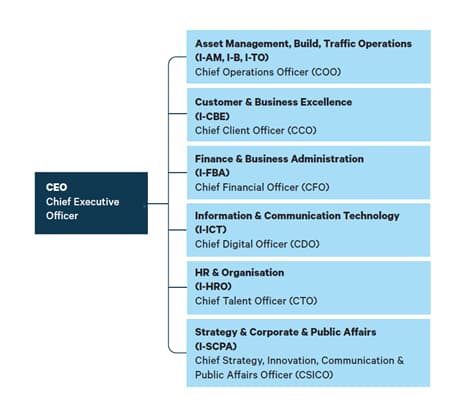 Asset Management, Build, Traffic Operations
(I-AM, I-B, I-TO)
Chief Operations Officer (COO)
Customer & Business Excellence
(I-CBE)
Chief Client Officer (CCO)
Finance & Business Administration
(I-FBA)
Chief Financial Officer (CFO)
CEO
Chief Executive
Officer
Information & Communication Technology
(I-ICT)
Chief Digital Officer (CDO)
HR & Organisation
(I-HRO)
Chief Talent Officer (CTO)
Strategy & Corporate & Public Affairs
(I-SCPA)
Chief Strategy, Innovation, Communication &
Public Affairs Officer (CSICO)